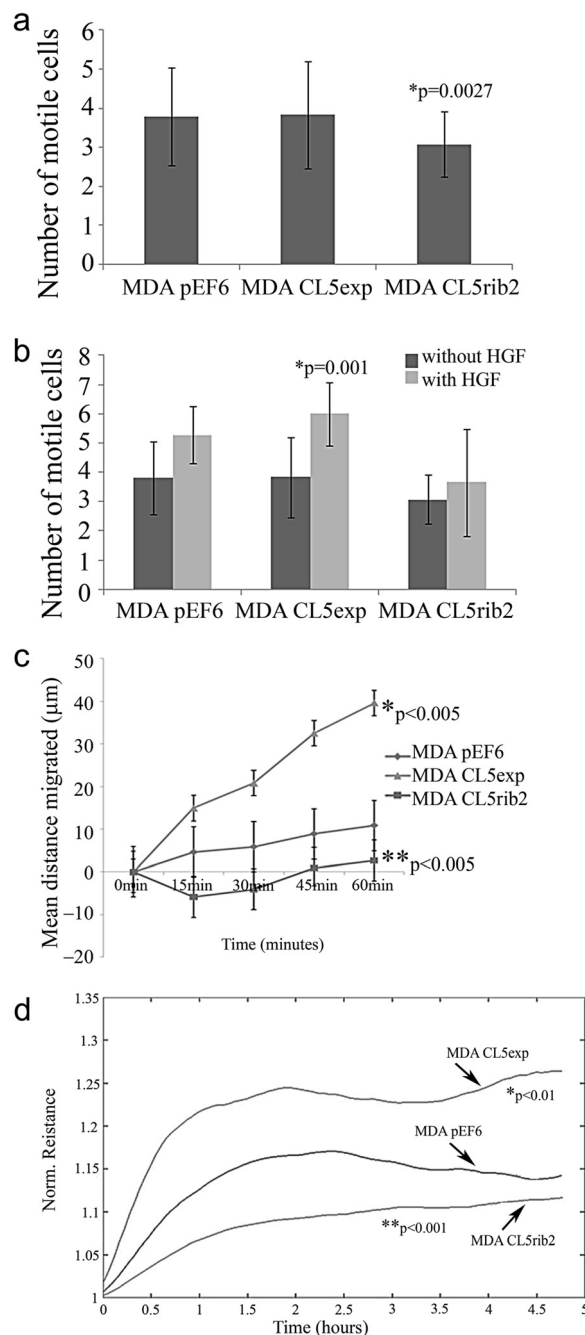 a
Number of motile cells
6
5
4
3
2
1
0
*p=0.0027
MDA pEF6 MDA CL5exp MDA CL5rib2
b
Number of motile cells
8
7
6
5
4
3
2
1
0
*p=0.001
without HGF
with HGF
MDA pEF6 MDA CL5exp MDA CL5rib2
c
Mean distance migrated (µm)
50
40
30
20
10
0
−10
−20
*p<0.005
MDA pEF6
MDA CL5exp
MDA CL5rib2
**p<0.005
0min 15min 30min 45min 60min
Time (minutes)
d
Norm. Reistance
1.35
1.3
1.25
1.2
1.15
1.1
1.05
1
MDA CL5exp
*p<0.01
MDA pEF6
**p<0.001
MDA CL5rib2
0 0.5 1 1.5 2 2.5 3 3.5 4 4.5 5
Time (hours)